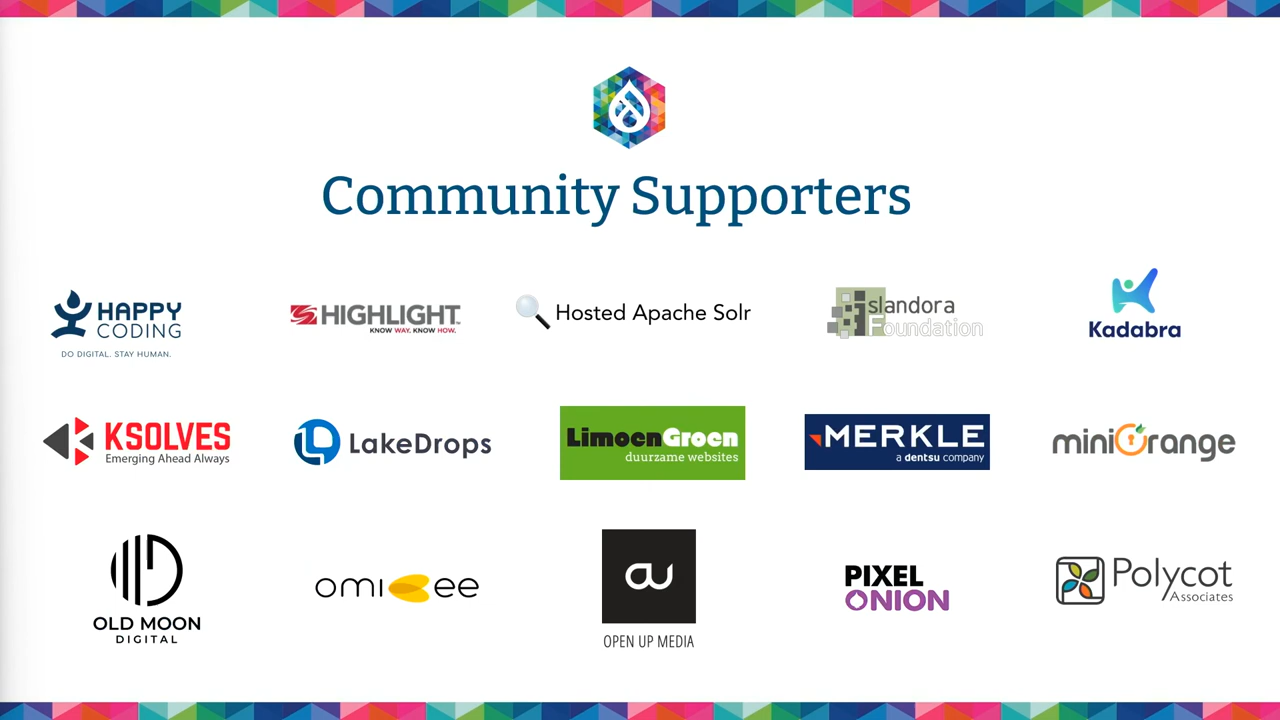 Community Supporters
HAPPY
CODING
DO DIGITAL. STAY HUMAN.
HIGHLIGHT
KNOW WAY. KNOW HOW.
Hosted Apache Solr
islandora
Foundation
Kadabra
KSOLVES
Emerging Ahead Always
LakeDrops
LimoenGroen
duurzame websites
MERKLE
a dentsu company
miniOrange
OLD MOON
DIGITAL
omibee
OPEN UP MEDIA
PIXEL
ONION
Polycot
Associates